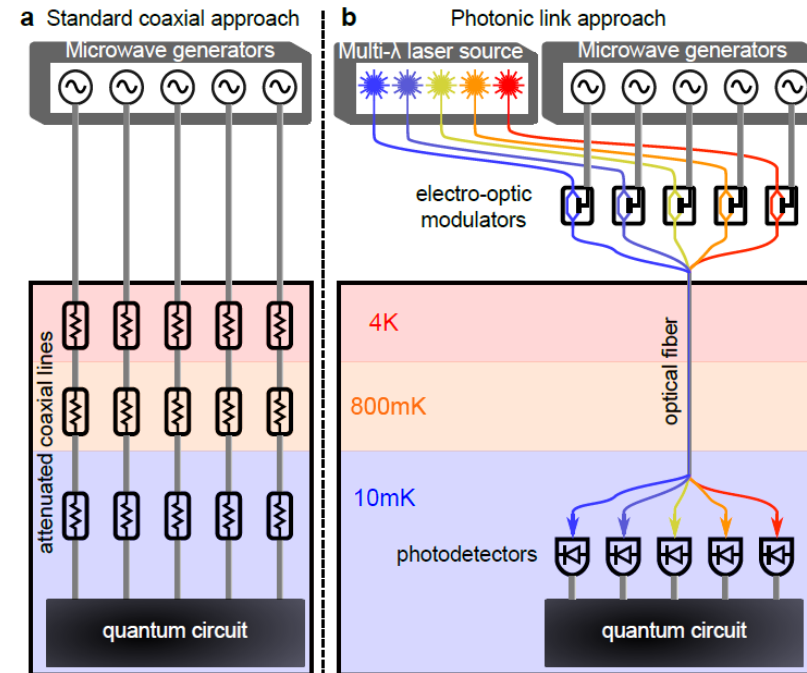 a Standard coaxial approach
Microwave generators
attenuated coaxial lines
quantum circuit
b Photonic link approach
Multi-λ laser source
Microwave generators
electro-optic
modulators
4K
800mK
10mK
optical fiber
photodetectors
quantum circuit